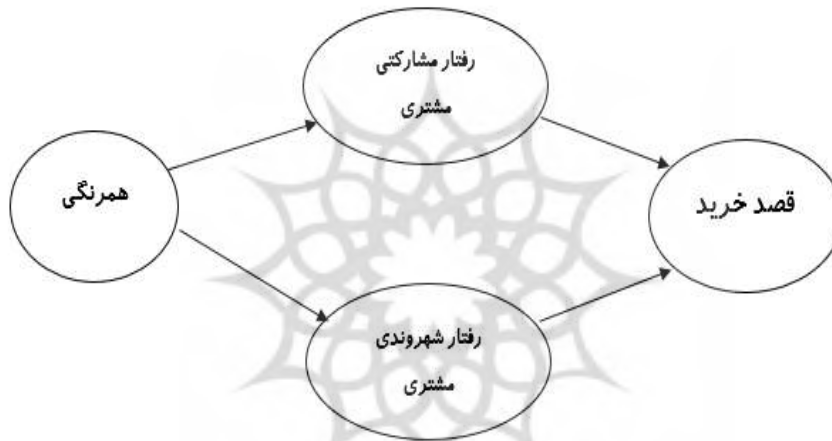 رفتار مشارکتی
مشتری
همرنگی
قصد خرید
رفتار شهروندی
مشتری